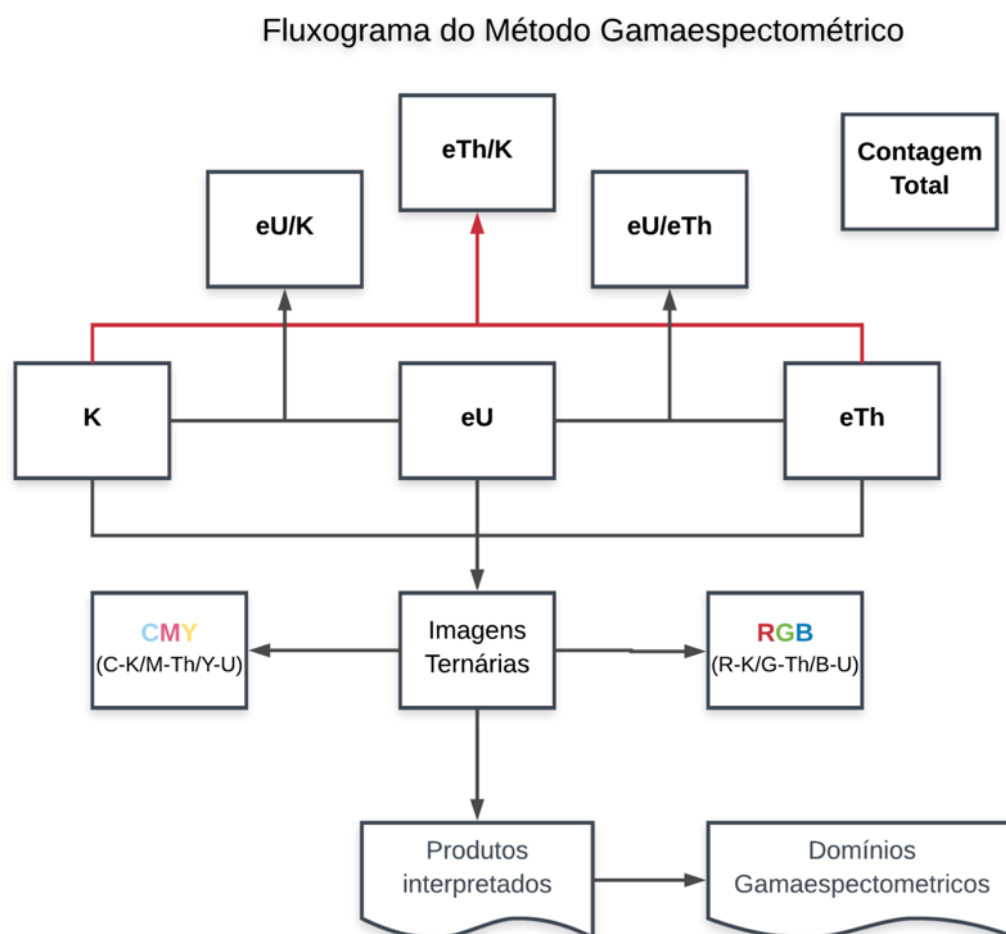 Fluxograma do Método Gamaespectométrico
eTh/K
Contagem
Total
eU/K
eU/eTh
K
eU
eTh
CMY
(C-K/M-Th/Y-U)
Imagens
Ternárias
RGB
(R-K/G-Th/B-U)
Produtos
interpretados
Domínios
Gamaespectometricos